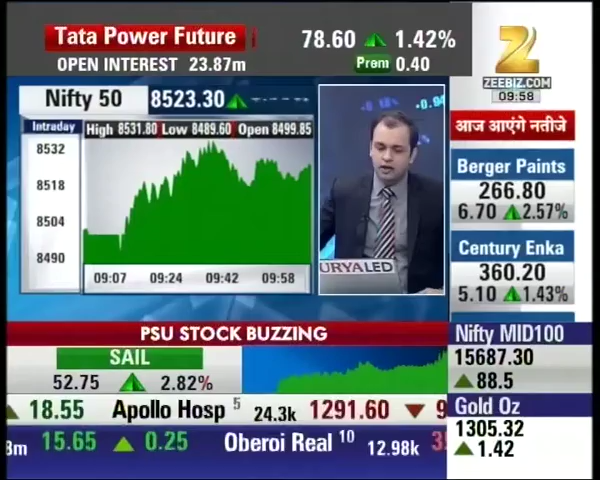 Tata Power Future
78.60 1.42%
OPEN INTEREST 23.87m
Prem 0.40
Z
ZEEBIZ.COM
09:58
Nifty 50 8523.30
Intraday High 8531.80 Low 8489.60 Open 8499.85
8532
8518
8504
8490
09:07 09:24 09:42 09:58
URYALED
आज आएंगे नतीजे
Berger Paints
266.80
6.70 2.57%
Century Enka
360.20
5.10 1.43%
PSU STOCK BUZZING
SAIL
52.75 2.82%
Nifty MID100
15687.30
88.5
Gold Oz
1305.32
1.42
18.55 Apollo Hosp 5 24.3k 1291.60 9
8m 15.65 0.25 Oberoi Real 10 12.98k